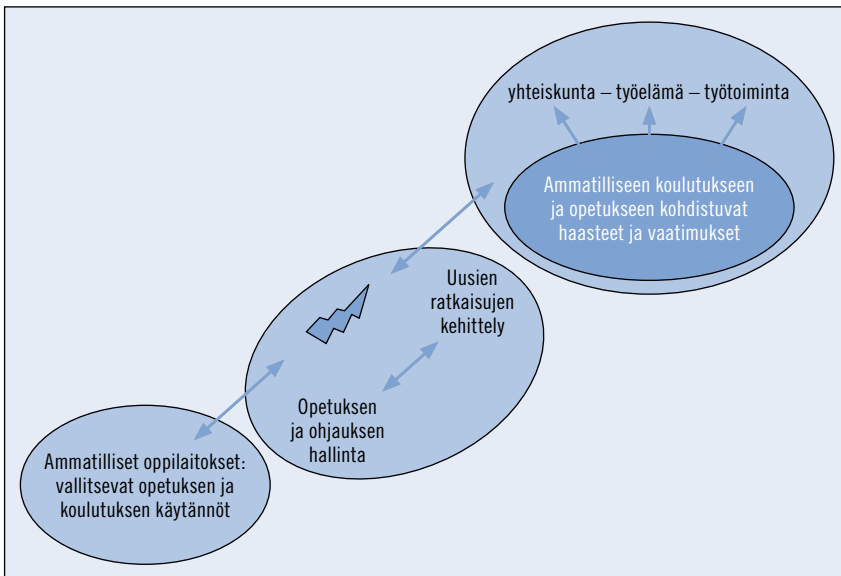 yhteiskunta – työelämä – työtoiminta
Ammatilliseen koulutukseen
ja opetukseen kohdistuvat
haasteet ja vaatimukset
Uusien
ratkaisujen
kehittely
Opetuksen
ja ohjauksen
hallinta
Ammatilliset oppilaitokset:
vallitsevat opetuksen ja
koulutuksen käytännöt